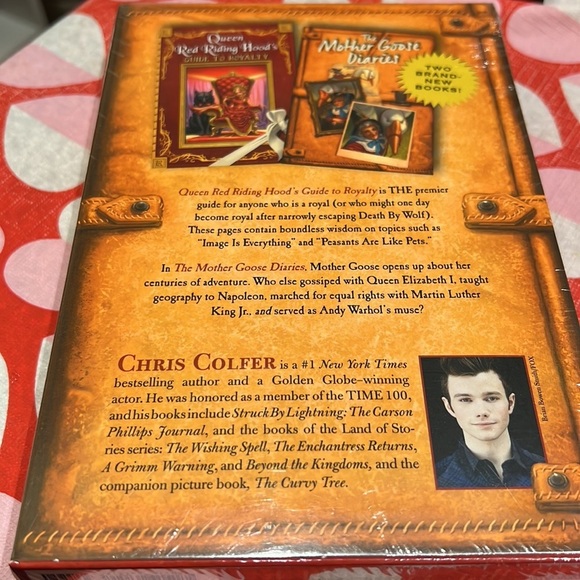 Queen
Red Riding Hood's
GUIDE TO ROYALTY
The
Mother Goose
Diaries
TWO
BRAND-
NEW
BOOKS!
Queen Red Riding Hood's Guide to Royalty is THE premier
guide for anyone who is a royal (or who might one day
become royal after narrowly escaping Death By Wolf).
These pages contain boundless wisdom on topics such as
"Image Is Everything" and "Peasants Are Like Pets."
In The Mother Goose Diaries, Mother Goose opens up about her
centuries of adventure. Who else gossiped with Queen Elizabeth I, taught
geography to Napoleon, marched for equal rights with Martin Luther
King Jr., and served as Andy Warhol's muse?
CHRIS COLFER is a #1 New York Times
bestselling author and a Golden Globe–winning
actor. He was honored as a member of the TIME 100,
and his books include Struck By Lightning: The Carson
Phillips Journal, and the books of the Land of Sto-
ries series: The Wishing Spell, The Enchantress Returns,
A Grimm Warning, and Beyond the Kingdoms, and the
companion picture book, The Curvy Tree.
Brian Bowen Smith/FOX